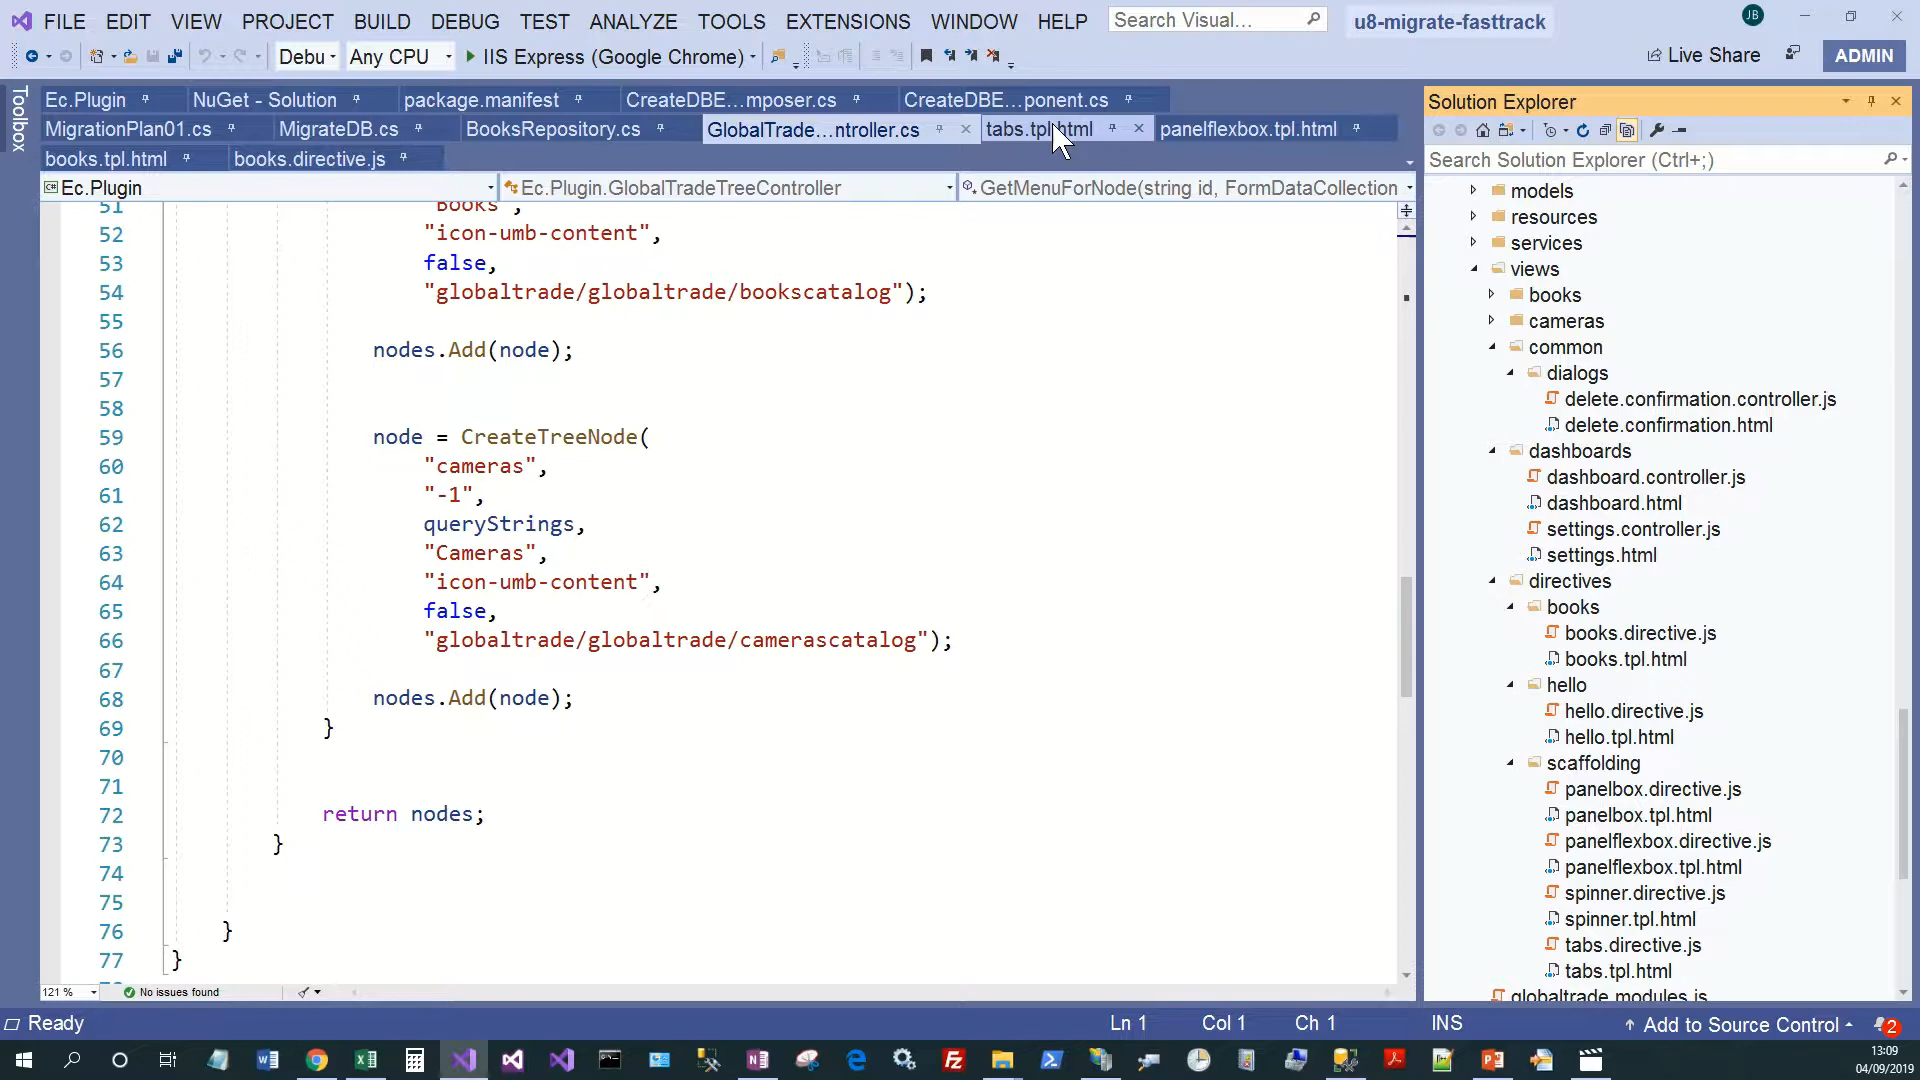 FILE EDIT VIEW PROJECT BUILD DEBUG TEST ANALYZE TOOLS EXTENSIONS WINDOW HELP Search Visual... u8-migrate-fasttrack JB
Debu Any CPU IIS Express (Google Chrome) Live Share ADMIN
Toolbox
Ec.Plugin NuGet - Solution package.manifest CreateDBE...mposer.cs CreateDBE...ponent.cs
MigrationPlan01.cs MigrateDB.cs BooksRepository.cs GlobalTrade...ntroller.cs tabs.tpl.html panelflexbox.tpl.html
books.tpl.html books.directive.js
Ec.Plugin Ec.Plugin.GlobalTradeTreeController GetMenuForNode(string id, FormDataCollection
51 "Books",
52 "icon-umb-content",
53 false,
54 "globaltrade/globaltrade/bookscatalog");
55
56 nodes.Add(node);
57
58
59 node = CreateTreeNode(
60 "cameras",
61 "-1",
62 queryStrings,
63 "Cameras",
64 "icon-umb-content",
65 false,
66 "globaltrade/globaltrade/camerascatalog");
67
68 nodes.Add(node);
69 }
70
71
72 return nodes;
73 }
74
75
76 }
77 }
121 % No issues found
Solution Explorer
Search Solution Explorer (Ctrl+;)
models
resources
services
views
books
cameras
common
dialogs
delete.confirmation.controller.js
delete.confirmation.html
dashboards
dashboard.controller.js
dashboard.html
settings.controller.js
settings.html
directives
books
books.directive.js
books.tpl.html
hello
hello.directive.js
hello.tpl.html
scaffolding
panelbox.directive.js
panelbox.tpl.html
panelflexbox.directive.js
panelflexbox.tpl.html
spinner.directive.js
spinner.tpl.html
tabs.directive.js
tabs.tpl.html
globaltrade.modules.js
Ready Ln 1 Col 1 Ch 1 INS Add to Source Control 2
13:09
04/09/2019